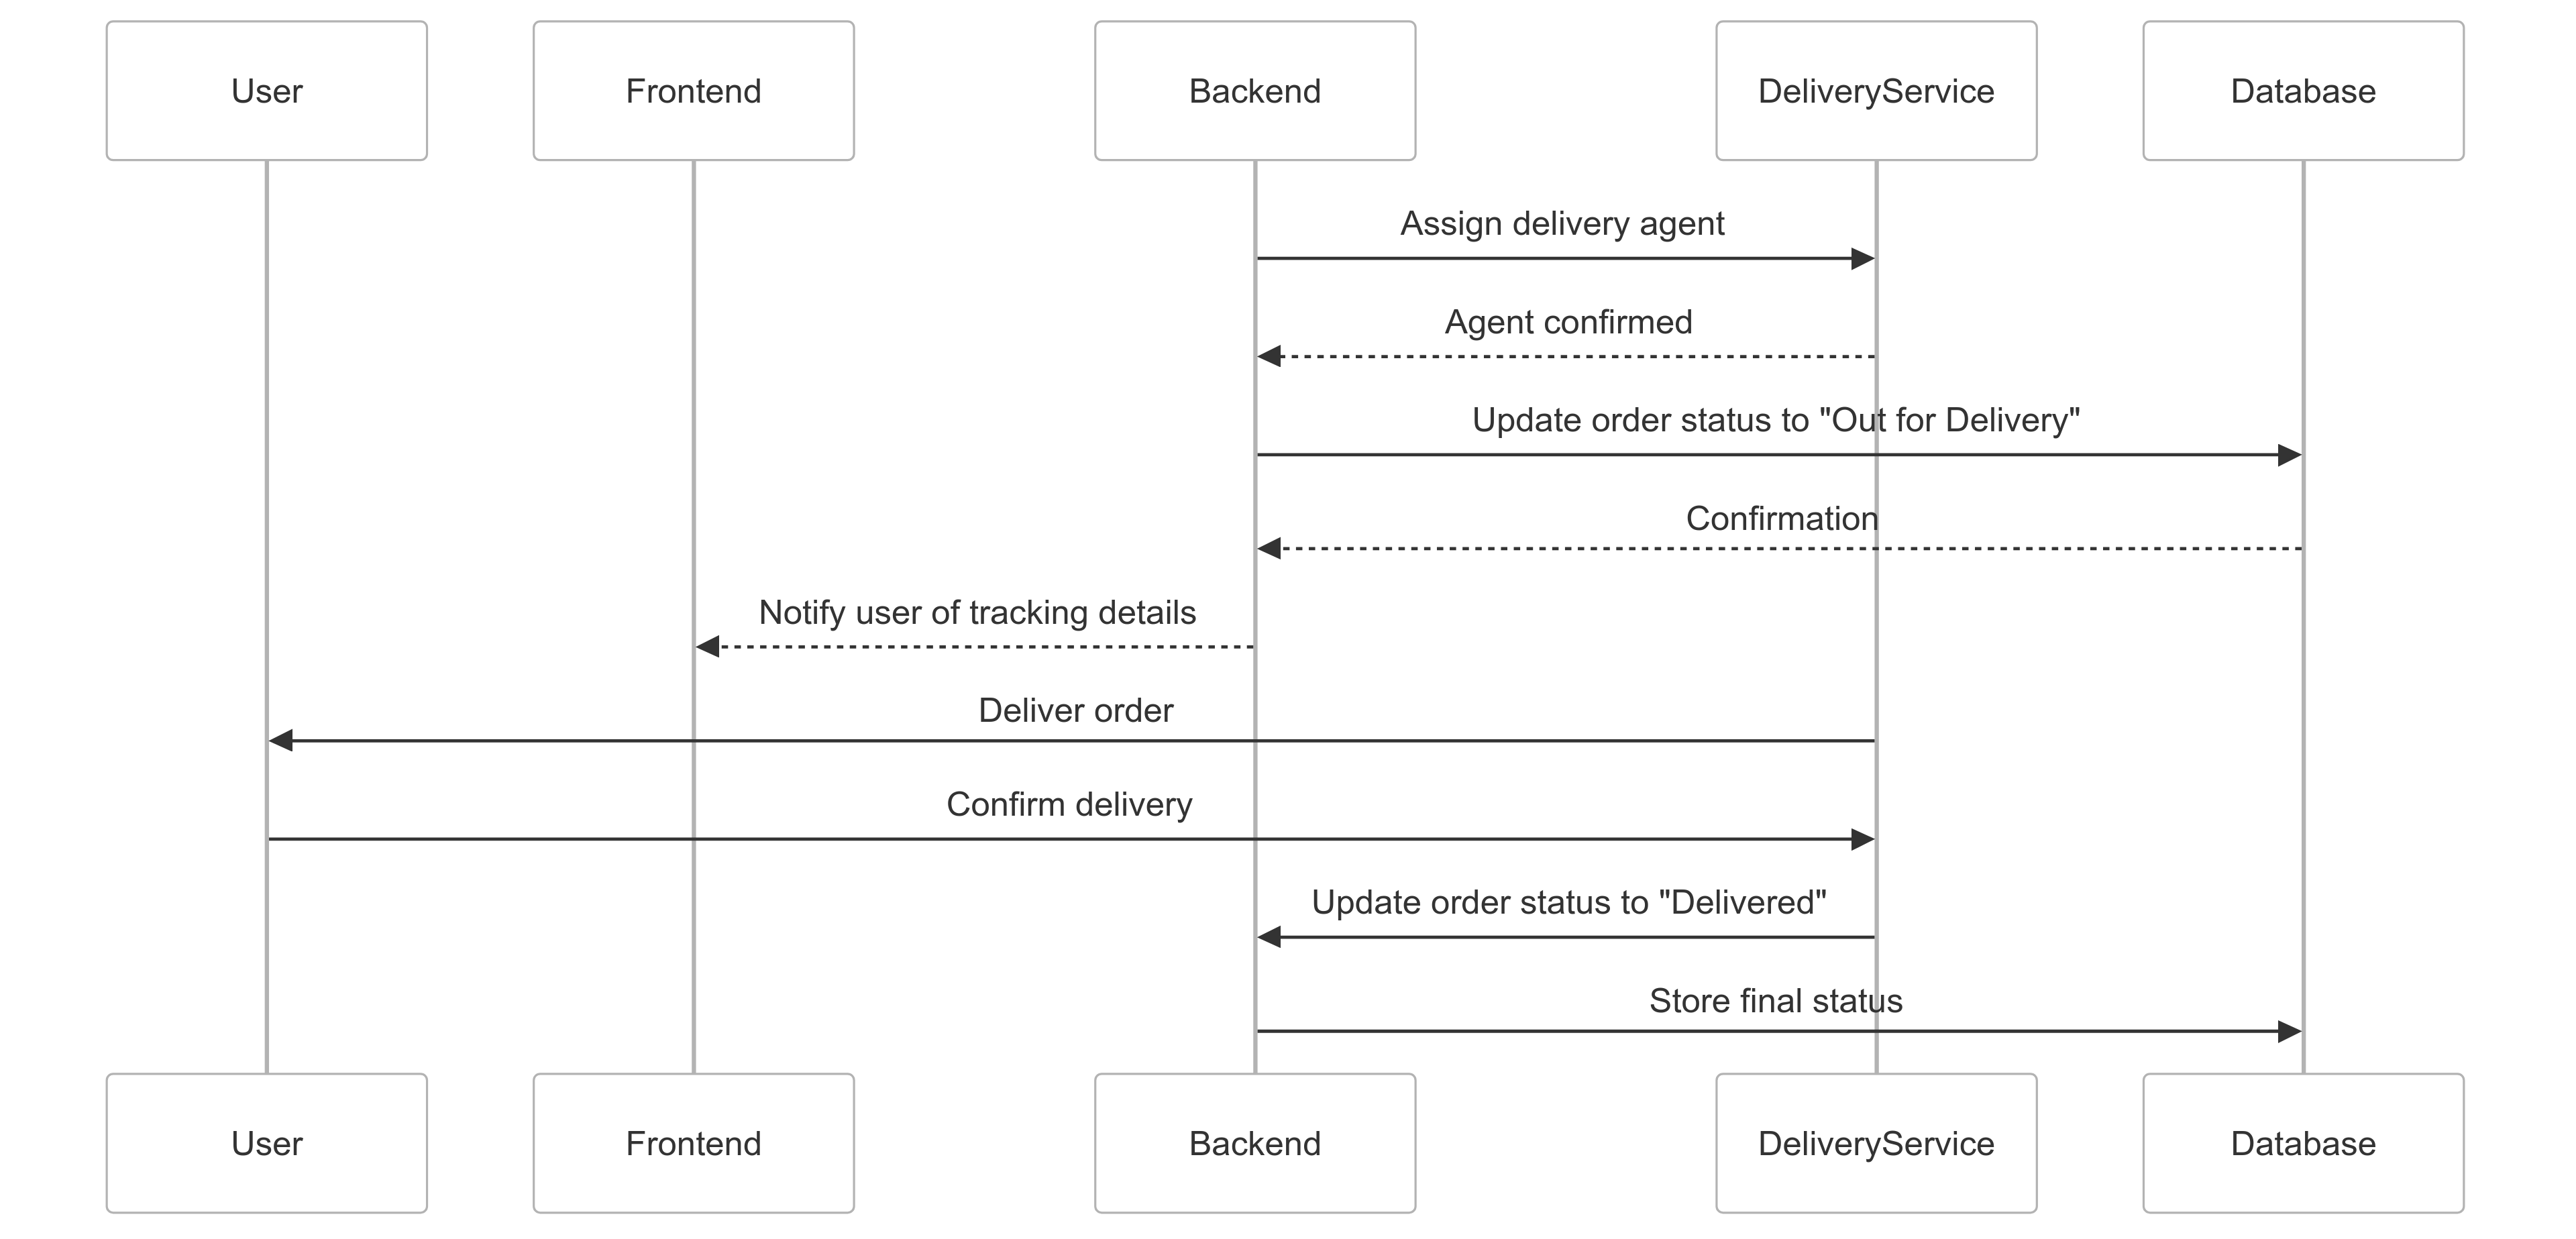 User
Frontend
Backend
DeliveryService
Database
Assign delivery agent
Agent confirmed
Update order status to "Out for Delivery"
Confirmation
Notify user of tracking details
Deliver order
Confirm delivery
Update order status to "Delivered"
Store final status
User
Frontend
Backend
DeliveryService
Database